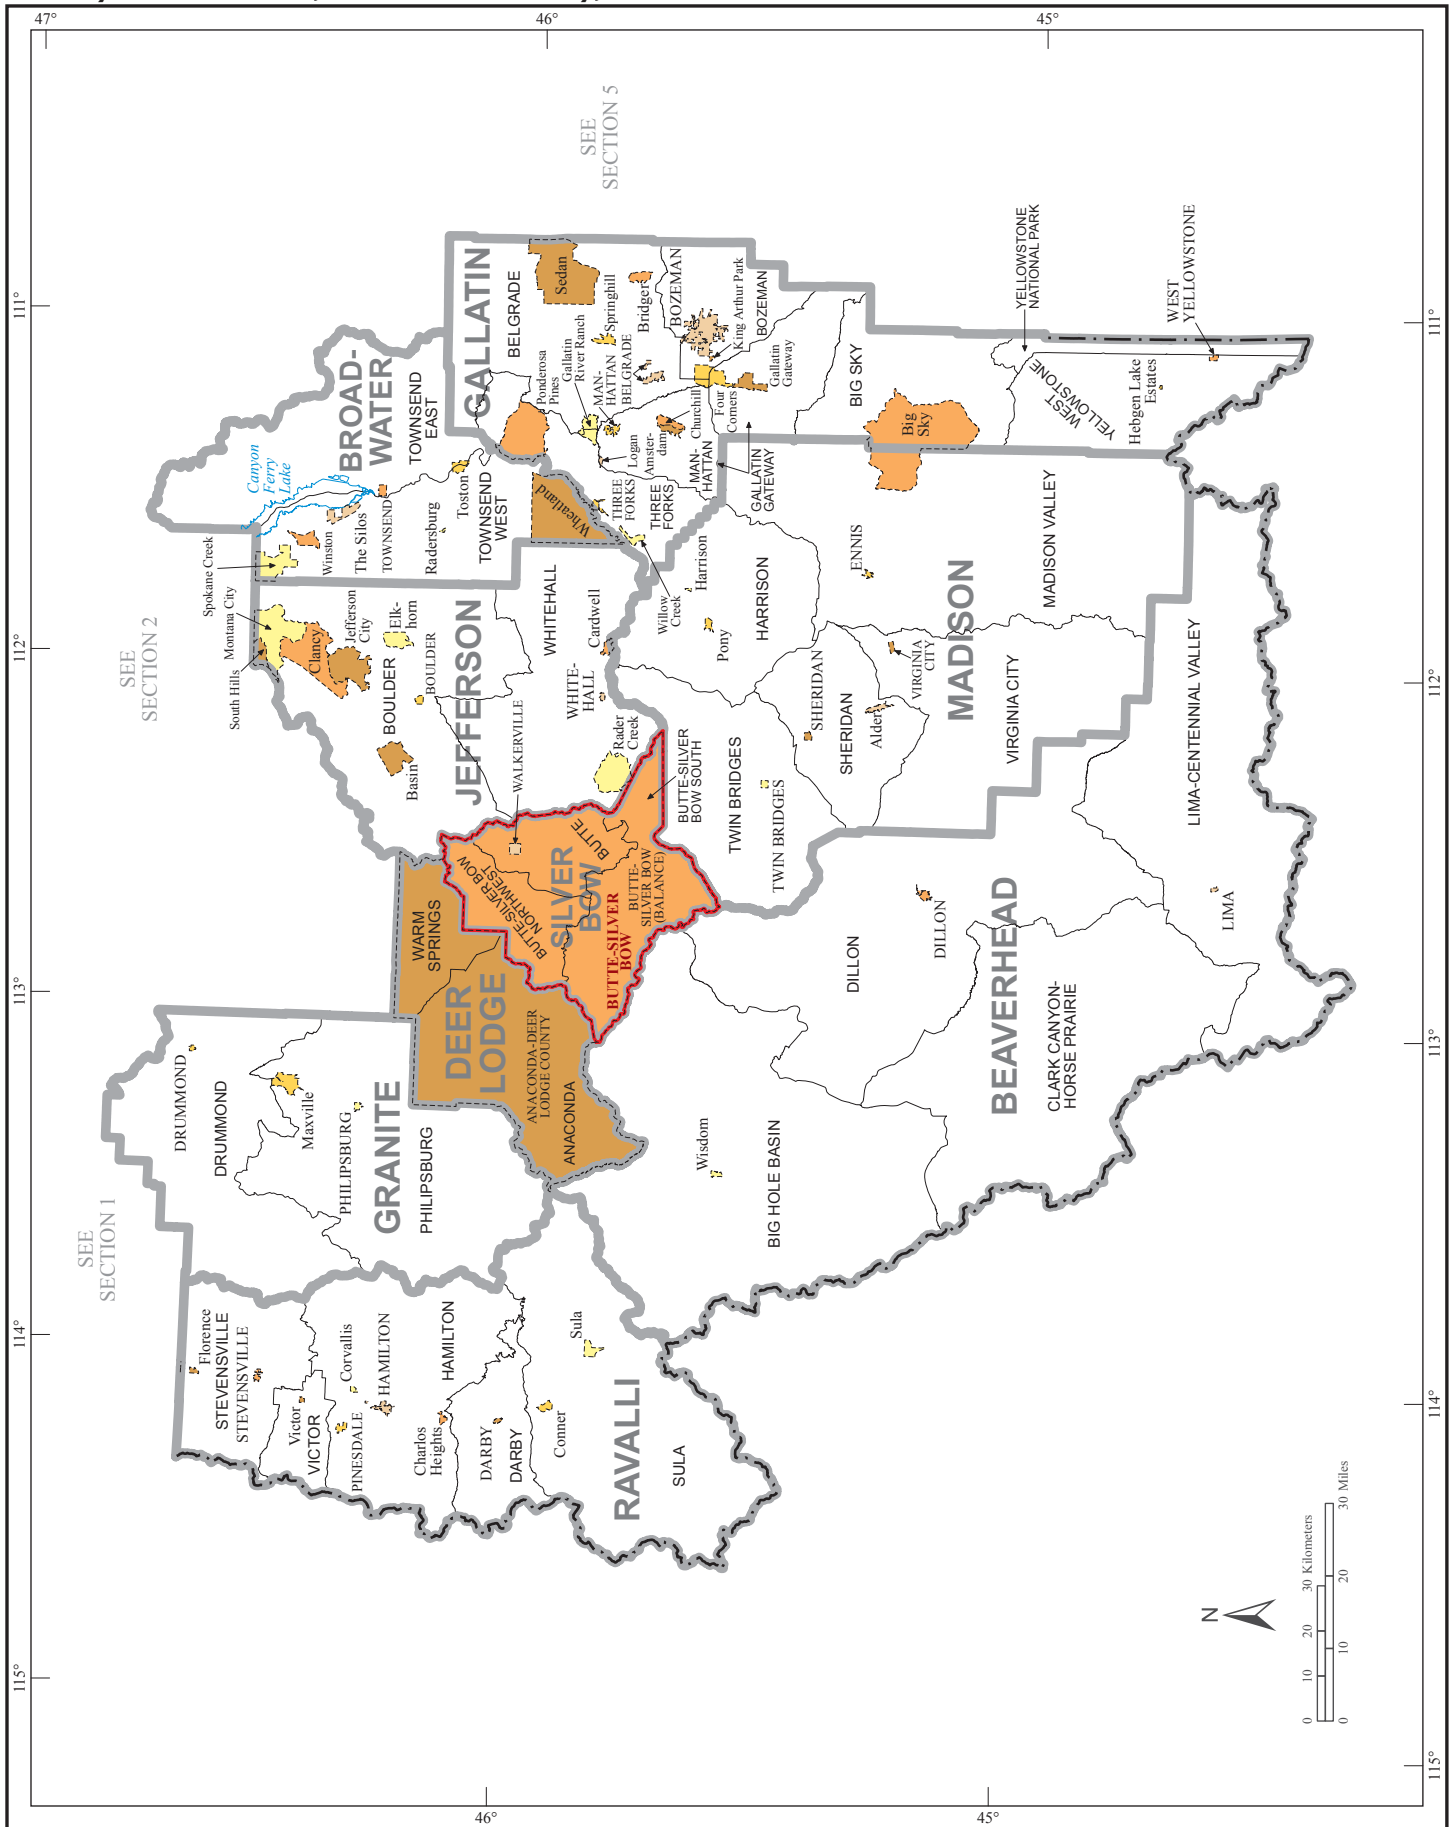 47°
46°
45°
111°
112°
113°
114°
115°
111°
112°
113°
115°
46°
45°
SEE
SECTION 1
SEE
SECTION 2
SEE
SECTION 5
RAVALLI
Florence
STEVENSVILLE
STEVENSVILLE
Victor
VICTOR
Corvallis
PINESDALE
HAMILTON
HAMILTON
Charlos
Heights
DARBY
DARBY
Conner
Sula
SULA
GRANITE
DRUMMOND
DRUMMOND
Maxville
PHILIPSBURG
PHILIPSBURG
DEER
LODGE
WARM
SPRINGS
ANACONDA-DEER
LODGE COUNTY
ANACONDA
SILVER
BOW
BUTTE-SILVER BOW
NORTHWEST
BUTTE
WALKERVILLE
BUTTE-
SILVER BOW
(BALANCE)
BUTTE-SILVER
BOW
BUTTE-SILVER
BOW SOUTH
JEFFERSON
South Hills
Montana City
Clancy
Jefferson
City
Elk-
horn
BOULDER
BOULDER
Basin
WHITEHALL
Cardwell
WHITE-
HALL
Rader
Creek
BROAD-
WATER
Canyon
Ferry
Lake
Spokane Creek
Winston
The Silos
TOWNSEND
Radersburg
Toston
TOWNSEND
EAST
TOWNSEND
WEST
Wheatland
GALLATIN
BELGRADE
Sedan
Ponderosa
Pines
Gallatin
River Ranch
MAN-
HATTAN
BELGRADE
Springhill
Bridger
BOZEMAN
King Arthur Park
BOZEMAN
Logan
Amster-
dam
Churchill
Four
Corners
Gallatin
Gateway
THREE
FORKS
THREE
FORKS
MAN-
HATTAN
GALLATIN
GATEWAY
Willow
Creek
BIG SKY
Big
Sky
YELLOWSTONE
NATIONAL PARK
WEST
YELLOWSTONE
WEST
YELLOWSTONE
Hebgen Lake
Estates
MADISON
Harrison
HARRISON
Pony
ENNIS
MADISON VALLEY
SHERIDAN
SHERIDAN
Alder
VIRGINIA
CITY
VIRGINIA CITY
TWIN BRIDGES
TWIN BRIDGES
BEAVERHEAD
Wisdom
BIG HOLE BASIN
DILLON
DILLON
CLARK CANYON-
HORSE PRAIRIE
LIMA
LIMA-CENTENNIAL VALLEY
N
0 10 20 30 Kilometers
0 10 20 30 Miles